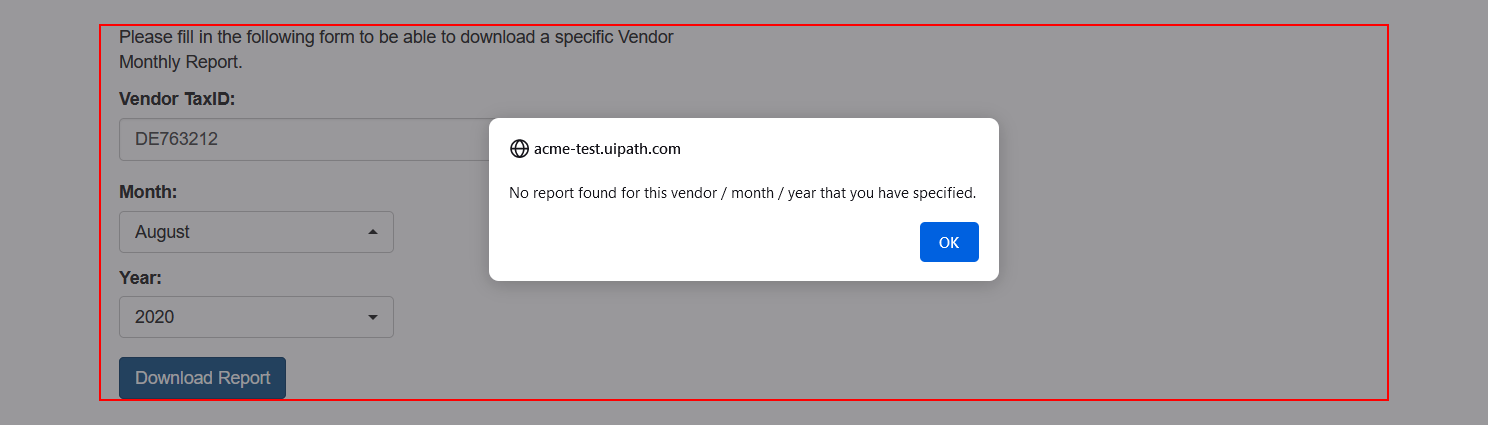 Please fill in the following form to be able to download a specific Vendor
Monthly Report.
Vendor TaxID:
DE763212
Month:
August
Year:
2020
Download Report
acme-test.uipath.com
No report found for this vendor / month / year that you have specified.
OK